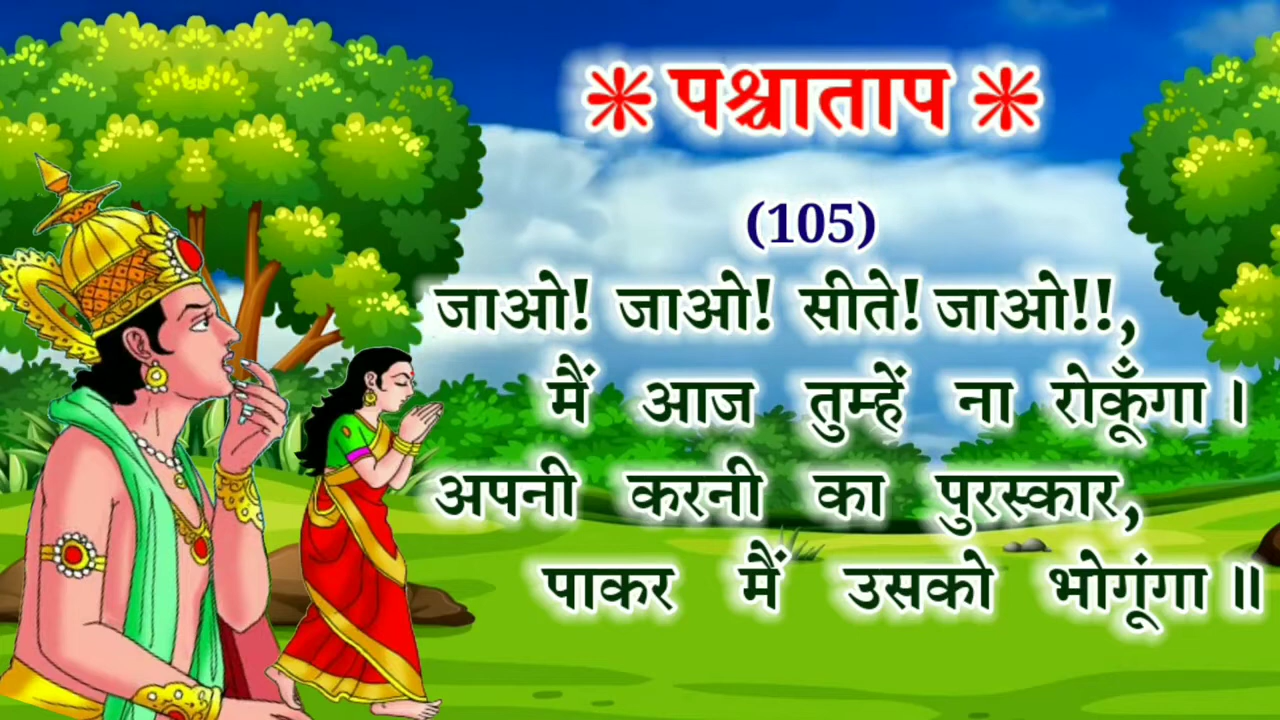 ❋ पश्चाताप ❋
(105)
जाओ! जाओ! सीते! जाओ!!,
मैं आज तुम्हें ना रोकूँगा ।
अपनी करनी का पुरस्कार,
पाकर मैं उसको भोगूंगा ॥